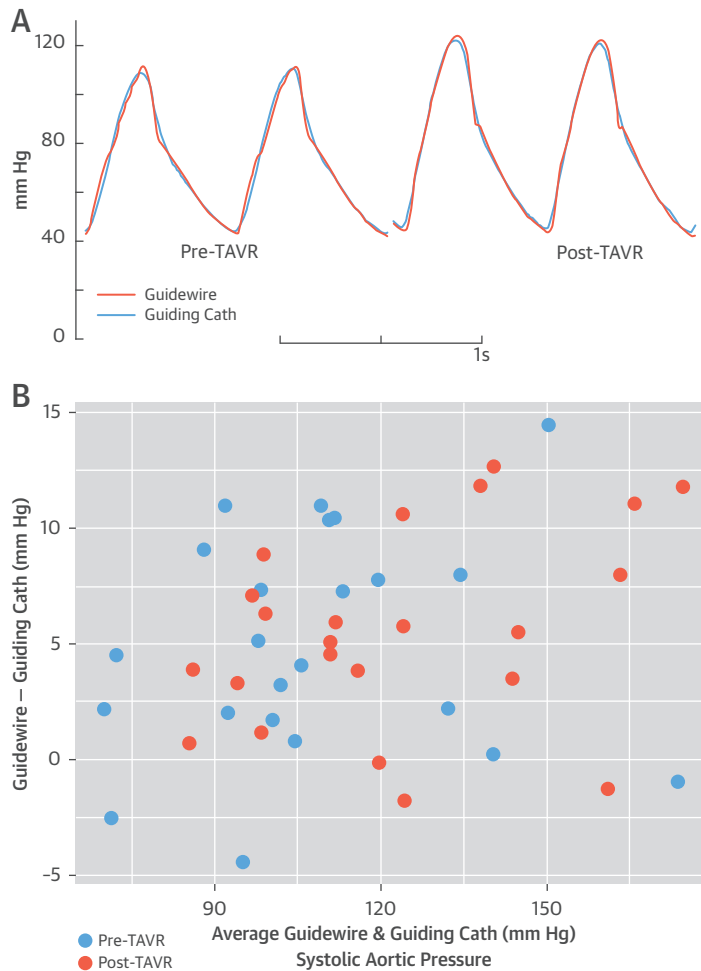 A
120
80
40
0
mm Hg
Pre-TAVR
Post-TAVR
Guidewire
Guiding Cath
1s
B
15
10
5
0
-5
Guidewire – Guiding Cath (mm Hg)
90
120
150
Average Guidewire & Guiding Cath (mm Hg)
Systolic Aortic Pressure
Pre-TAVR
Post-TAVR